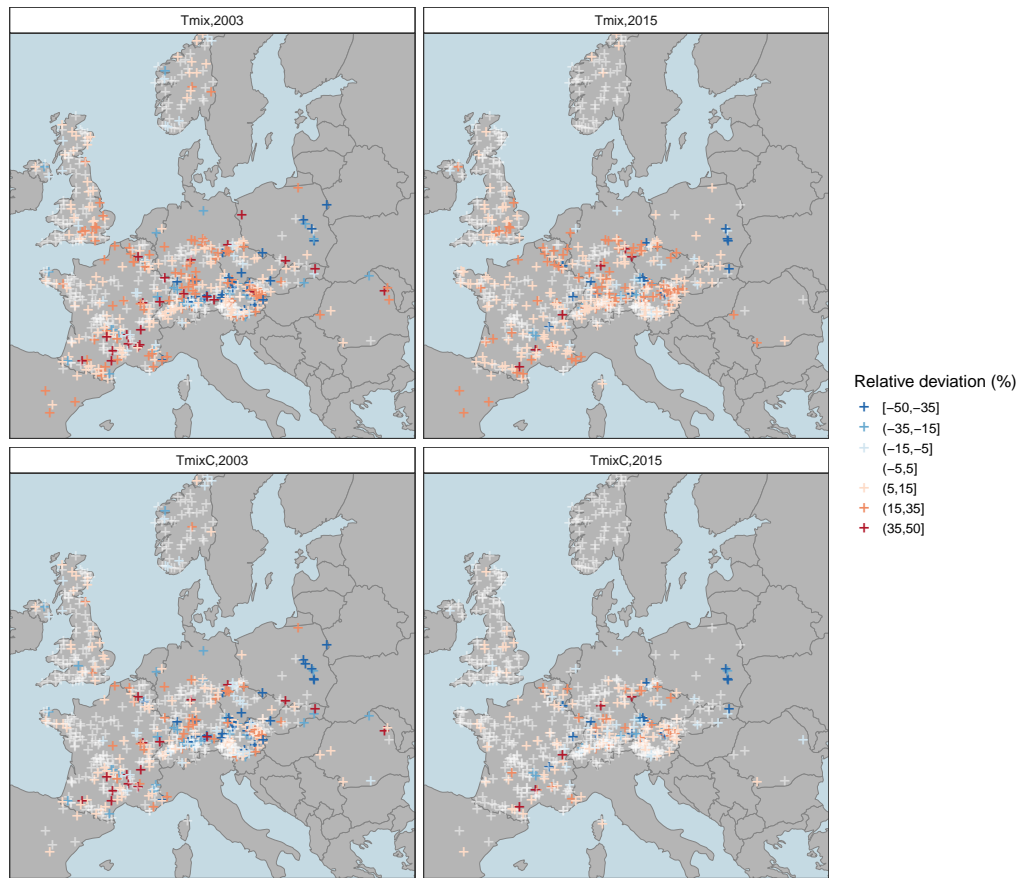 Tmix,2003
Tmix,2015
TmixC,2003
TmixC,2015
Relative deviation (%)
[−50,−35]
(−35,−15]
(−15,−5]
(−5,5]
(5,15]
(15,35]
(35,50]